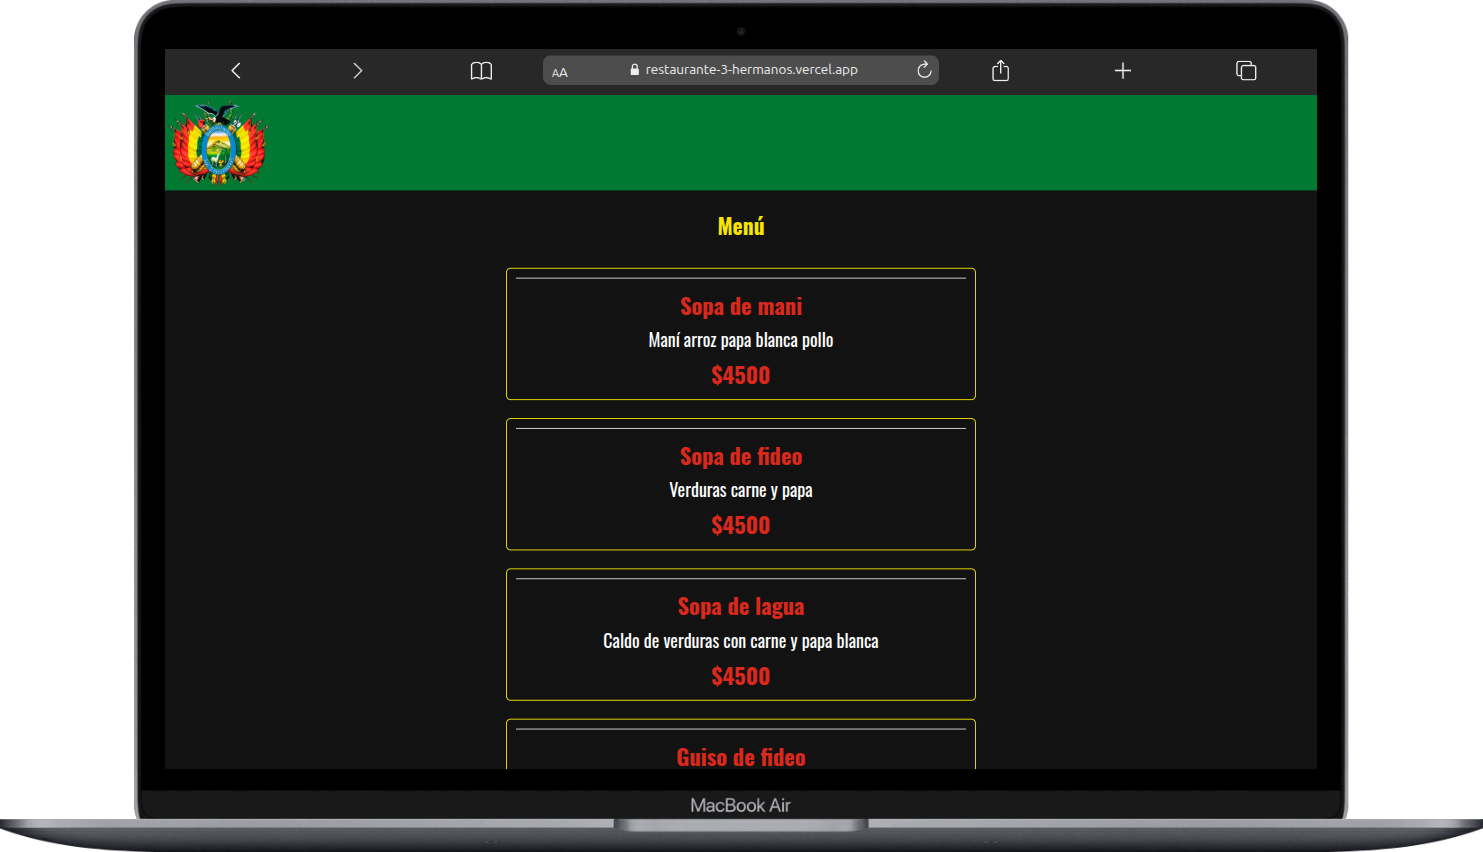 AA
restaurante-3-hermanos.vercel.app
Menú
Sopa de mani
Maní arroz papa blanca pollo
$4500
Sopa de fideo
Verduras carne y papa
$4500
Sopa de lagua
Caldo de verduras con carne y papa blanca
$4500
Guiso de fideo
MacBook Air